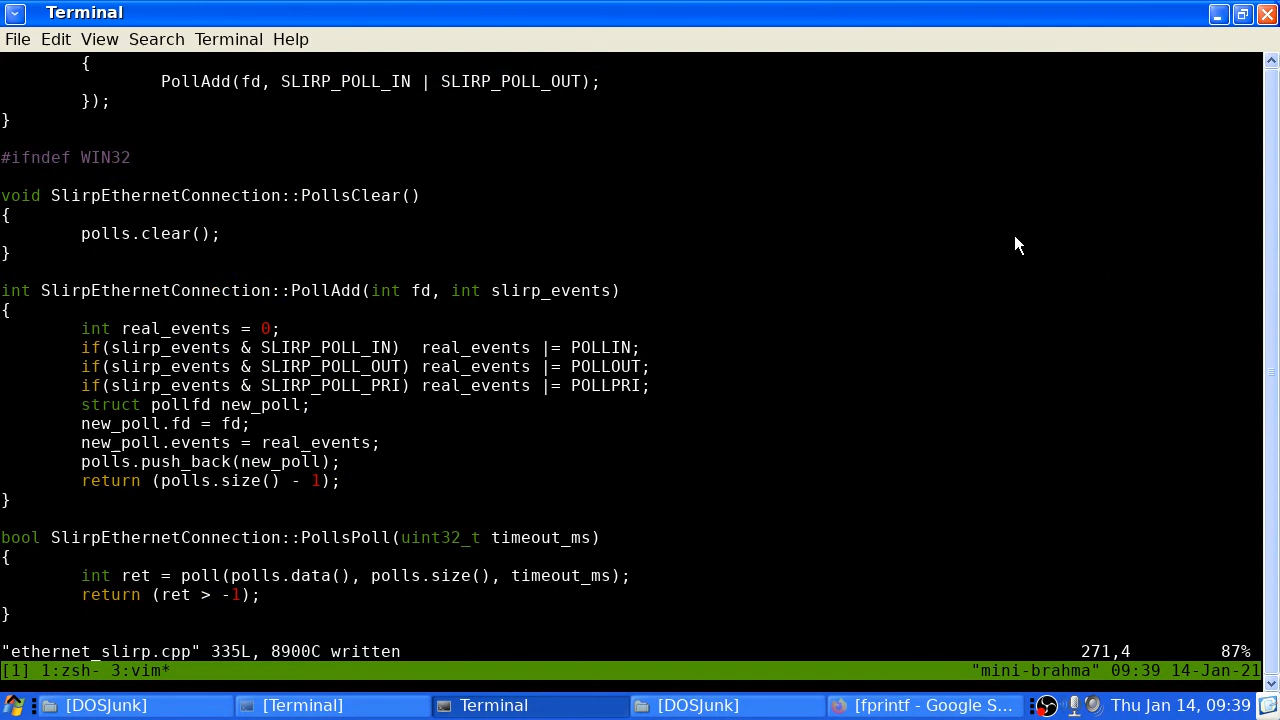 Terminal
File Edit View Search Terminal Help
{
PollAdd(fd, SLIRP_POLL_IN | SLIRP_POLL_OUT);
});
}
#ifndef WIN32
void SlirpEthernetConnection::PollsClear()
{
polls.clear();
}
int SlirpEthernetConnection::PollAdd(int fd, int slirp_events)
{
int real_events = 0;
if(slirp_events & SLIRP_POLL_IN)  real_events |= POLLIN;
if(slirp_events & SLIRP_POLL_OUT) real_events |= POLLOUT;
if(slirp_events & SLIRP_POLL_PRI) real_events |= POLLPRI;
struct pollfd new_poll;
new_poll.fd = fd;
new_poll.events = real_events;
polls.push_back(new_poll);
return (polls.size() - 1);
}
bool SlirpEthernetConnection::PollsPoll(uint32_t timeout_ms)
{
int ret = poll(polls.data(), polls.size(), timeout_ms);
return (ret > -1);
}
"ethernet_slirp.cpp" 335L, 8900C written 271,4 87%
[1] 1:zsh- 3:vim* "mini-brahma" 09:39 14-Jan-21
[DOSJunk] [Terminal] Terminal [DOSJunk] [fprintf - Google S... Thu Jan 14, 09:39